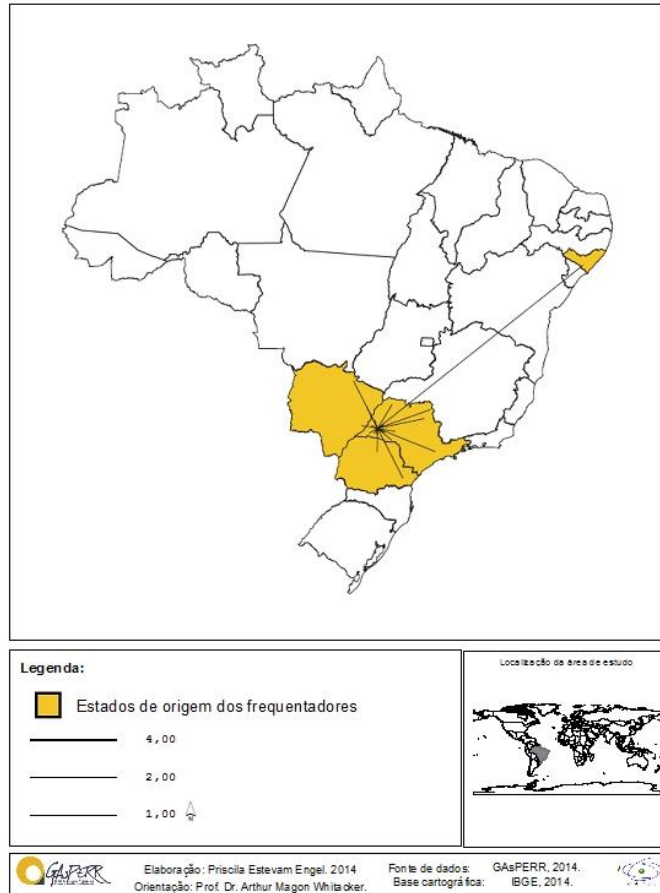 Legenda:
Estados de origem dos frequentadores
4,00
2,00
1,00
N
Localização da área de estudo
GAsPERR
Elaboração: Priscila Estevam Engel. 2014
Orientação: Prof. Dr. Arthur Magon Whitacker.
Fonte de dados: GAsPERR, 2014.
Base cartográfica: IBGE, 2014.